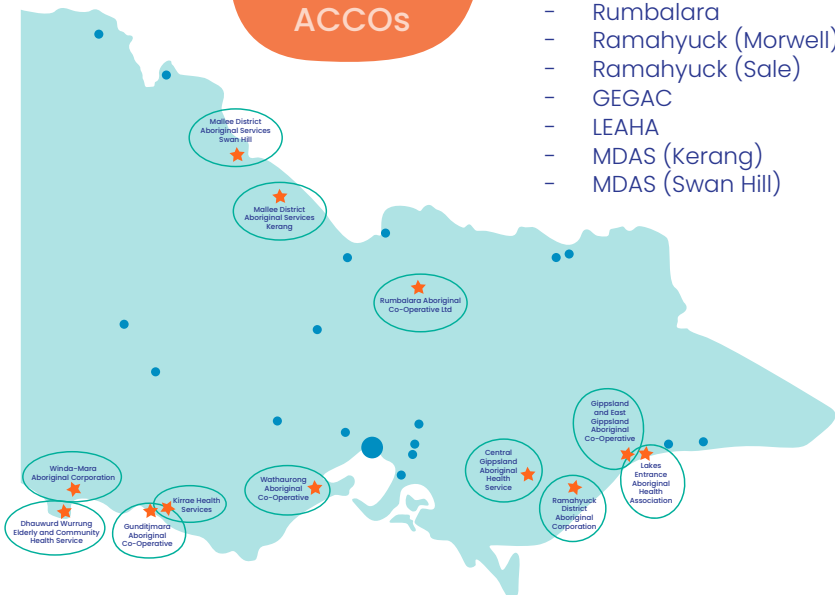 ACCOs
- Rumbalara
- Ramahyuck (Morwell)
- Ramahyuck (Sale)
- GEGAC
- LEAHA
- MDAS (Kerang)
- MDAS (Swan Hill)
Mallee District
Aboriginal Services
Swan Hill
Mallee District
Aboriginal Services
Kerang
Rumbalara Aboriginal
Co-Operative Ltd
Gippsland
and East
Gippsland
Aboriginal
Co-Operative
Central
Gippsland
Aboriginal
Health
Service
Lakes
Entrance
Aboriginal
Health
Association
Ramahyuck
District
Aboriginal
Corporation
Winda-Mara
Aboriginal Corporation
Wathaurong
Aboriginal
Co-Operative
Kirrae Health
Services
Dhauwurd Wurrung
Elderly and Community
Health Service
Gunditjmara
Aboriginal
Co-Operative